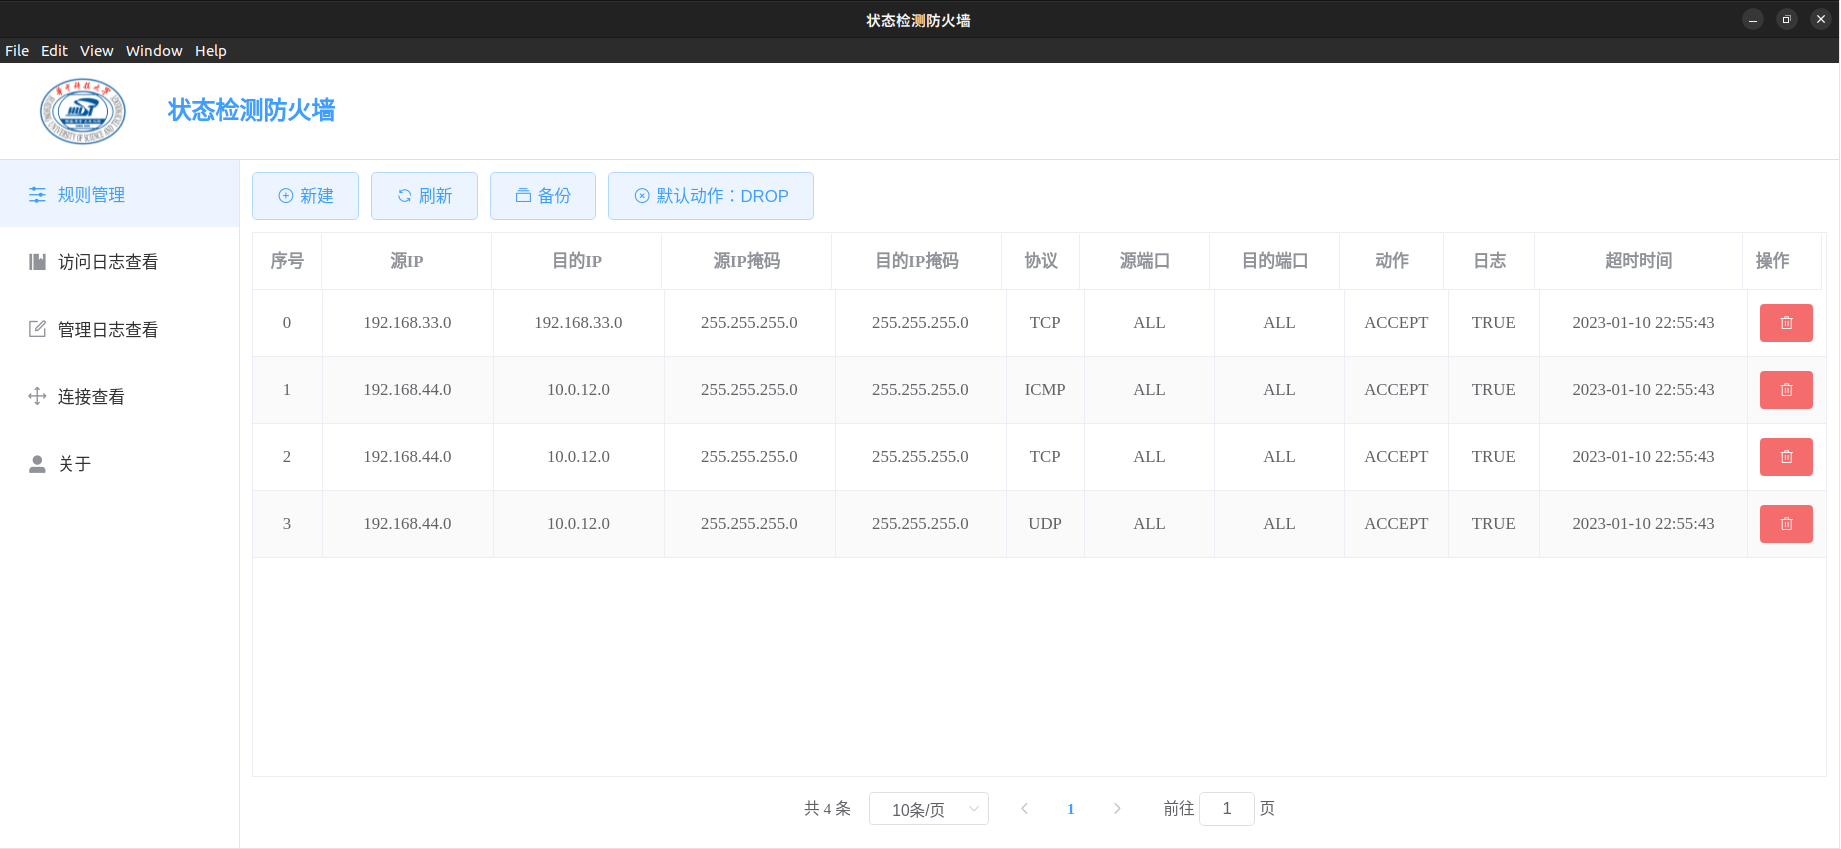 状态检测防火墙
File Edit View Window Help
状态检测防火墙
规则管理
访问日志查看
管理日志查看
连接查看
关于
新建 刷新 备份 默认动作：DROP
序号 源IP 目的IP 源IP掩码 目的IP掩码 协议 源端口 目的端口 动作 日志 超时时间 操作
0 192.168.33.0 192.168.33.0 255.255.255.0 255.255.255.0 TCP ALL ALL ACCEPT TRUE 2023-01-10 22:55:43
1 192.168.44.0 10.0.12.0 255.255.255.0 255.255.255.0 ICMP ALL ALL ACCEPT TRUE 2023-01-10 22:55:43
2 192.168.44.0 10.0.12.0 255.255.255.0 255.255.255.0 TCP ALL ALL ACCEPT TRUE 2023-01-10 22:55:43
3 192.168.44.0 10.0.12.0 255.255.255.0 255.255.255.0 UDP ALL ALL ACCEPT TRUE 2023-01-10 22:55:43
共 4 条 10条/页 1 前往 1 页